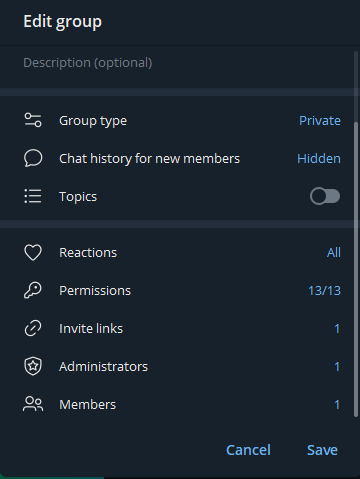 Edit group
Description (optional)
Group type Private
Chat history for new members Hidden
Topics
Reactions All
Permissions 13/13
Invite links 1
Administrators 1
Members 1
Cancel Save